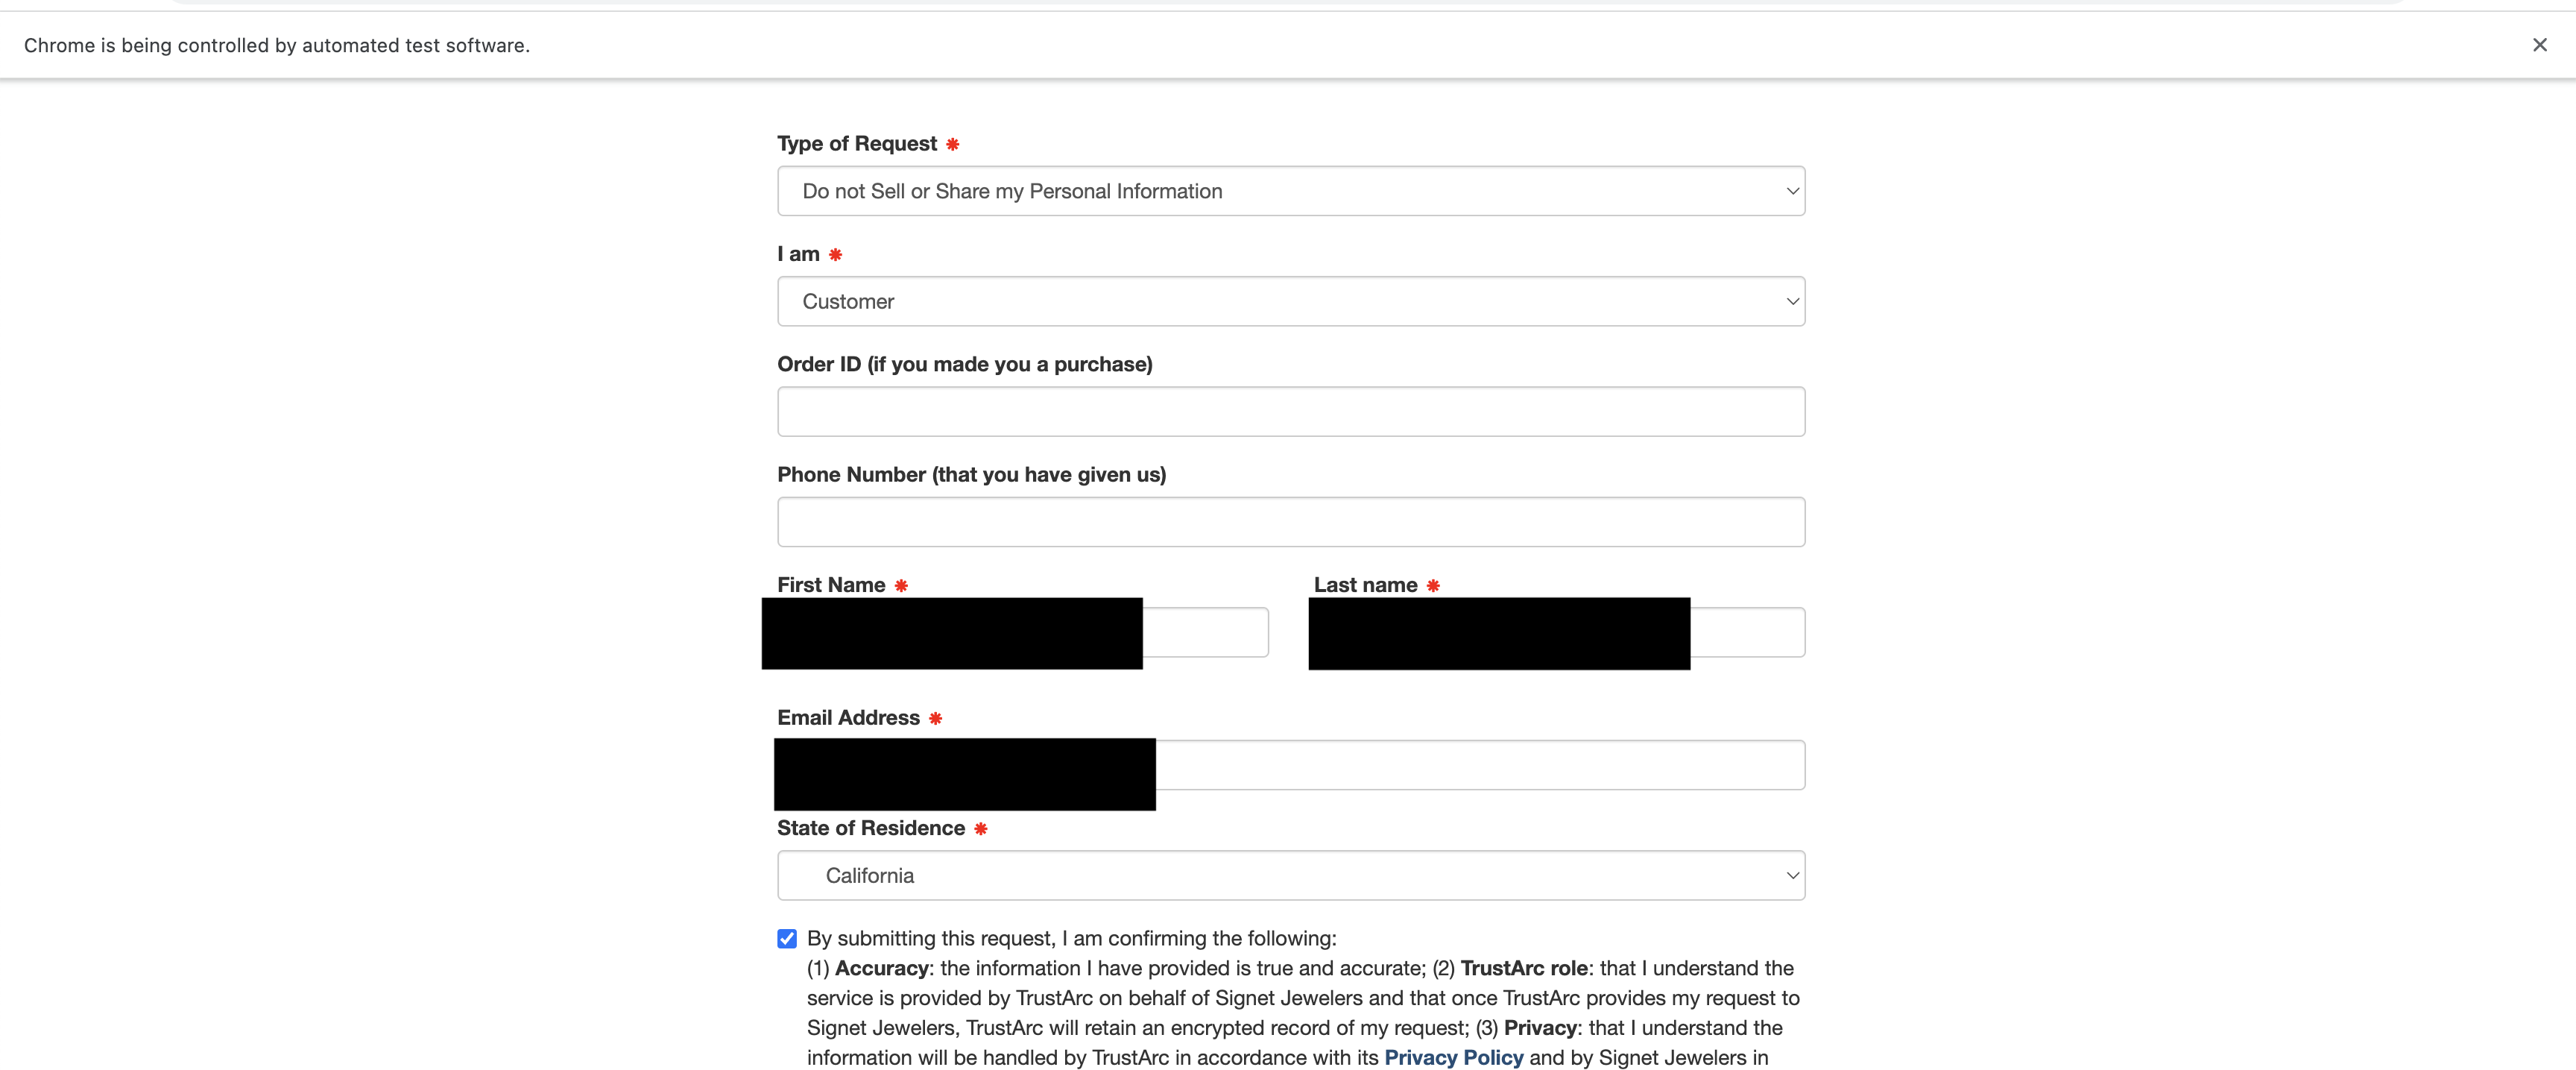 Chrome is being controlled by automated test software.
Type of Request *
Do not Sell or Share my Personal Information
I am *
Customer
Order ID (if you made you a purchase)
Phone Number (that you have given us)
First Name *
Last name *
Email Address *
State of Residence *
California
By submitting this request, I am confirming the following:
(1) Accuracy: the information I have provided is true and accurate; (2) TrustArc role: that I understand the
service is provided by TrustArc on behalf of Signet Jewelers and that once TrustArc provides my request to
Signet Jewelers, TrustArc will retain an encrypted record of my request; (3) Privacy: that I understand the
information will be handled by TrustArc in accordance with its Privacy Policy and by Signet Jewelers in